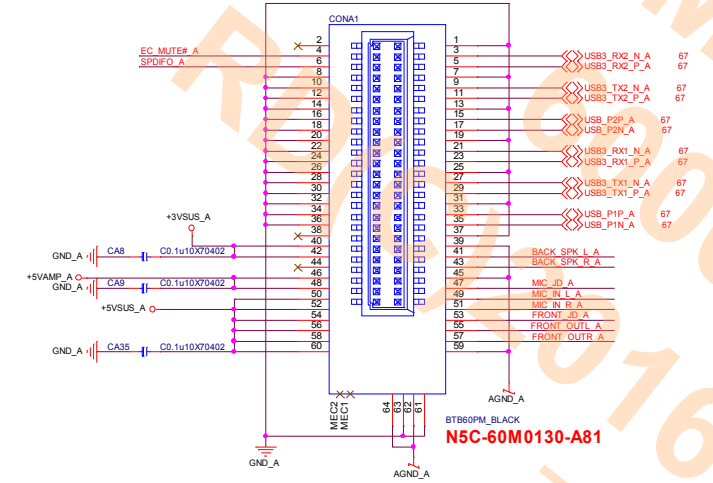 CONA1
2 1
EC_MUTE#_A 4 3 USB3_RX2_N_A 67
SPDIFO_A 6 5 USB3_RX2_P_A 67
8 7
10 9 USB3_TX2_N_A 67
12 11 USB3_TX2_P_A 67
14 13
16 15 USB_P2P_A 67
18 17 USB_P2N_A 67
20 19
22 21 USB3_RX1_N_A 67
24 23 USB3_RX1_P_A 67
26 25
28 27 USB3_TX1_N_A 67
30 29 USB3_TX1_P_A 67
32 31
34 33 USB_P1P_A 67
+3VSUS_A 36 35 USB_P1N_A 67
38 37
40 39
GND_A CA8 C0.1u10X70402 42 41 BACK_SPK_L_A
44 43 BACK_SPK_R_A
+5VAMP_A 46 45
GND_A CA9 C0.1u10X70402 48 47 MIC_JD_A
50 49 MIC_IN_L_A
+5VSUS_A 52 51 MIC_IN_R_A
54 53 FRONT_JD_A
56 55 FRONT_OUTL_A
58 57 FRONT_OUTR_A
GND_A CA35 C0.1u10X70402 60 59
AGND_A
MEC2
MEC1
64
63
62
61
BTB60PM_BLACK
N5C-60M0130-A81
GND_A
AGND_A